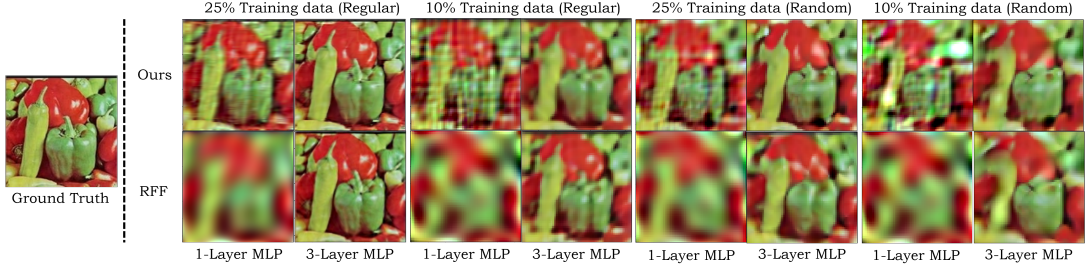 25% Training data (Regular)
10% Training data (Regular)
25% Training data (Random)
10% Training data (Random)
Ours
Ground Truth
RFF
1-Layer MLP
3-Layer MLP
1-Layer MLP
3-Layer MLP
1-Layer MLP
3-Layer MLP
1-Layer MLP
3-Layer MLP